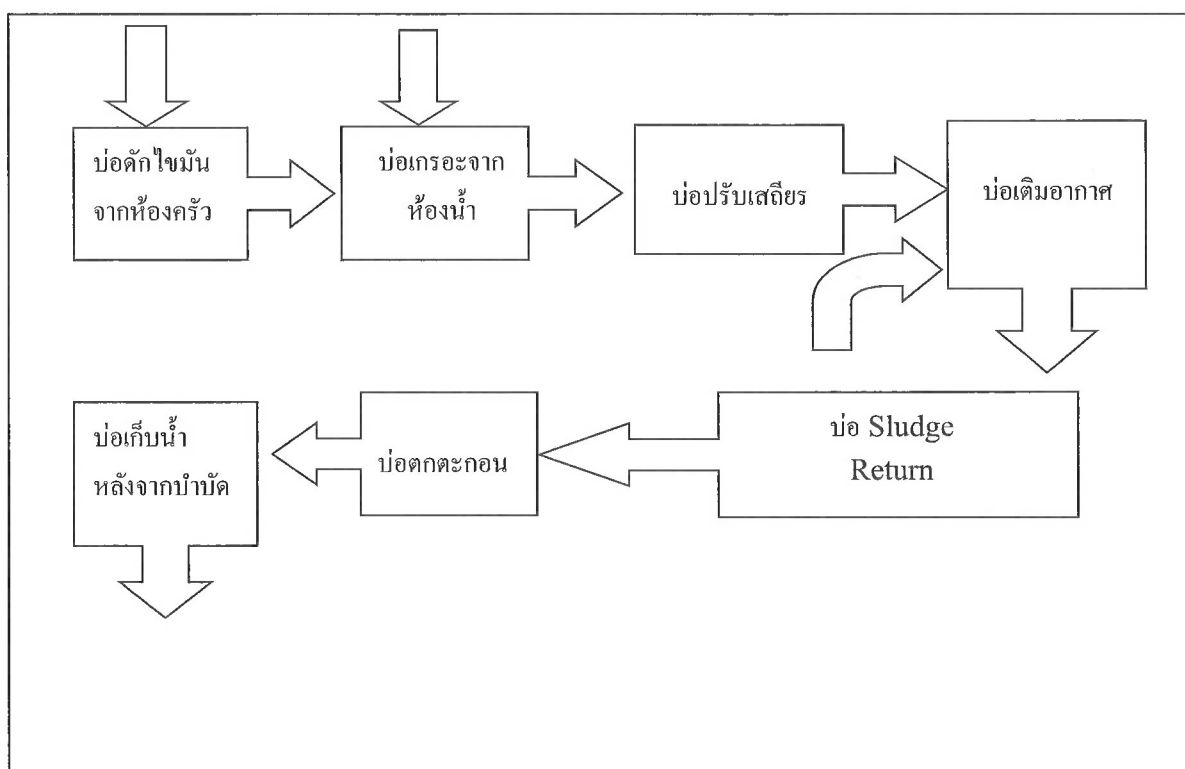 บ่อดักไขมัน
จากห้องครัว
บ่อเกรอะจาก
ห้องน้ำ
บ่อปรับเสถียร
บ่อเติมอากาศ
บ่อเก็บน้ำ
หลังจากบำบัด
บ่อตกตะกอน
บ่อ Sludge
Return